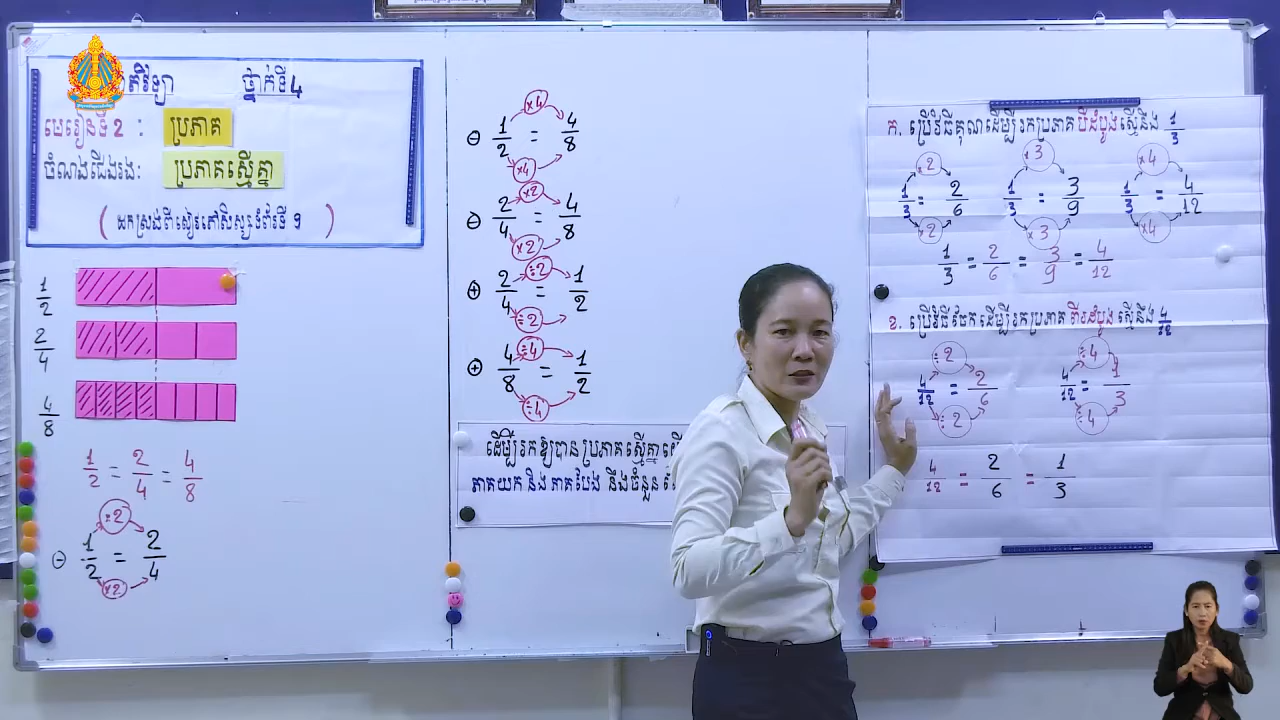 តវិទ្យា ថ្នាក់ទី4
មេរៀនទី2 : ប្រភាគ
ចំណងជើងរង: ប្រភាគស្មើគ្នា
( ដកស្រង់ពីសៀវភៅសិស្សទំព័រទី 9 )
1/2
2/4
4/8
1/2 = 2/4 = 4/8
×2
⊖ 1/2 = 2/4
×2
×4
⊖ 1/2 = 4/8
×4
×2
⊖ 2/4 = 4/8
×2
÷2
⊕ 2/4 = 1/2
÷2
÷4
⊕ 4/8 = 1/2
÷4
ដើម្បីរកឱ្យបានប្រភាគស្មើគ្នា
ភាគយក និង ភាគបែង នឹងចំនួន
ក. ប្រើវិធីគុណដើម្បីរកប្រភាគ បីដំបូង ស្មើនឹង 1/3
×2 ×3 ×4
1/3 = 2/6 1/3 = 3/9 1/3 = 4/12
×2 ×3 ×4
1/3 = 2/6 = 3/9 = 4/12
ខ. ប្រើវិធីចែកដើម្បីរកប្រភាគ ពីរដំបូង ស្មើនឹង 4/12
÷2 ÷4
4/12 = 2/6 4/12 = 1/3
÷2 ÷4
4/12 = 2/6 = 1/3